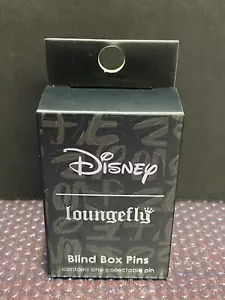 Disney
loungefly
Blind Box Pins
contains one collectable pin